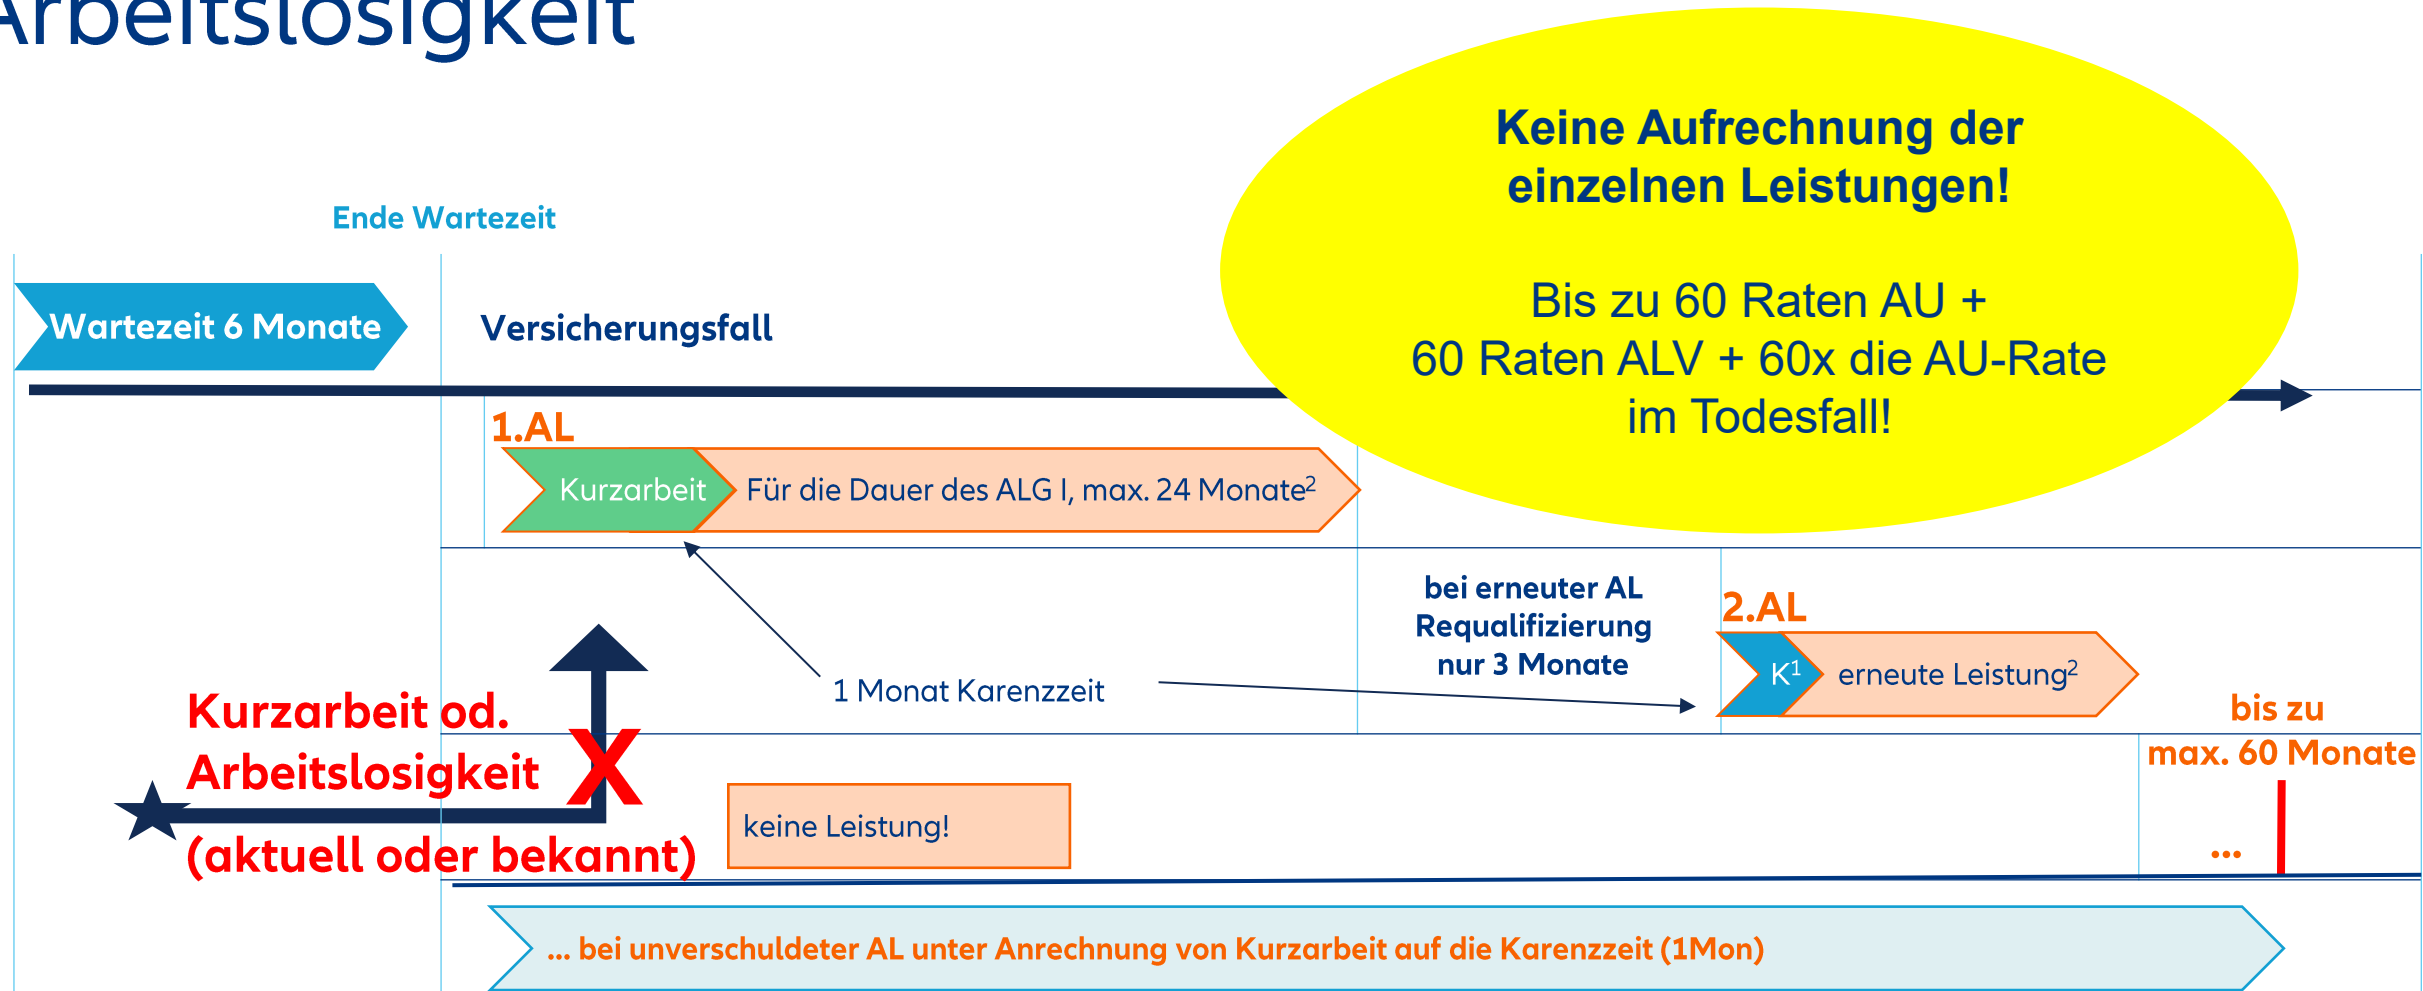 Arbeitslosigkeit
Keine Aufrechnung der
einzelnen Leistungen!
Bis zu 60 Raten AU +
60 Raten ALV + 60x die AU-Rate
im Todesfall!
Ende Wartezeit
Wartezeit 6 Monate
Versicherungsfall
1.AL
Kurzarbeit
Für die Dauer des ALG I, max. 24 Monate²
bei erneuter AL
Requalifizierung
nur 3 Monate
2.AL
K¹
erneute Leistung²
1 Monat Karenzzeit
Kurzarbeit od.
Arbeitslosigkeit
(aktuell oder bekannt)
X
keine Leistung!
bis zu
max. 60 Monate
...
... bei unverschuldeter AL unter Anrechnung von Kurzarbeit auf die Karenzzeit (1Mon)